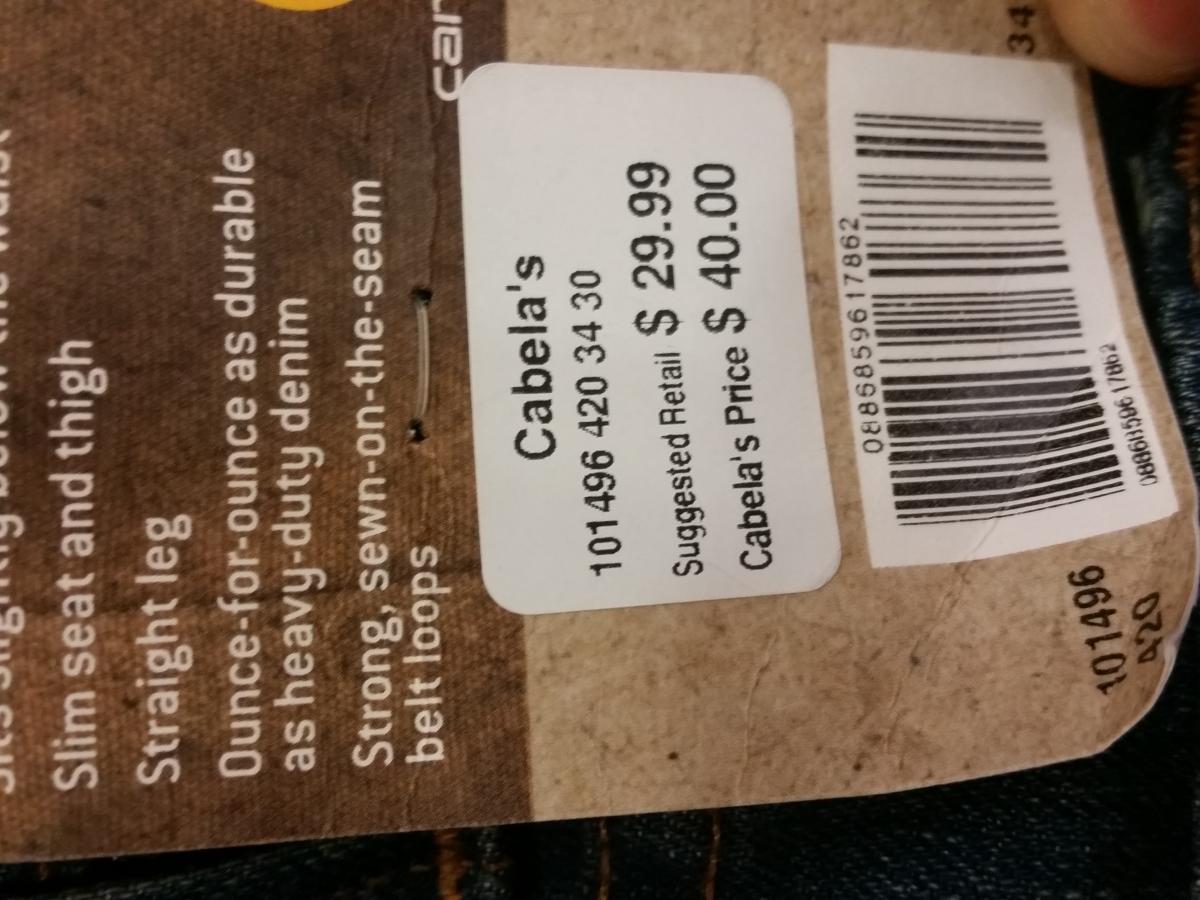 Slim seat and thigh
Straight leg
Ounce-for-ounce as durable
as heavy-duty denim
Strong, sewn-on-the-seam
belt loops
Cabela's
101496 420 34 30
Suggested Retail $ 29.99
Cabela's Price $ 40.00
088685961 7862
34
101496
420